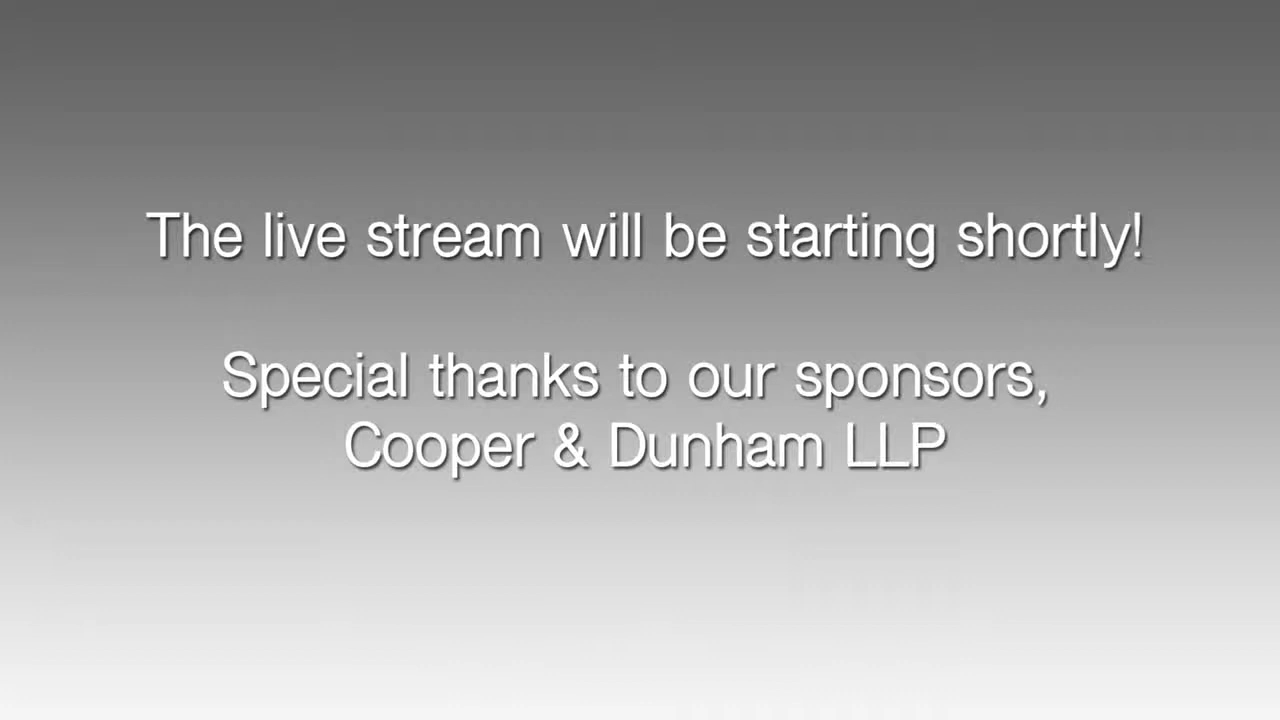 The live stream will be starting shortly!
Special thanks to our sponsors,
Cooper & Dunham LLP